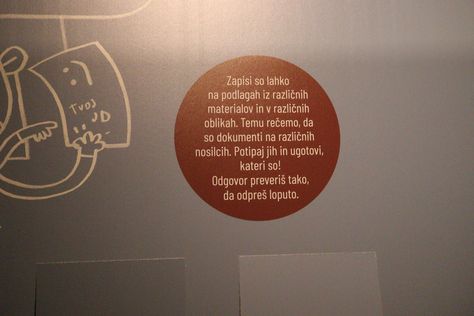 Tvoj
JD
Zapisi so lahko
na podlagah iz različnih
materialov in v različnih
oblikah. Temu rečemo, da
so dokumenti na različnih
nosilcih. Potipaj jih in ugotovi,
kateri so!
Odgovor preveriš tako,
da odpreš loputo.